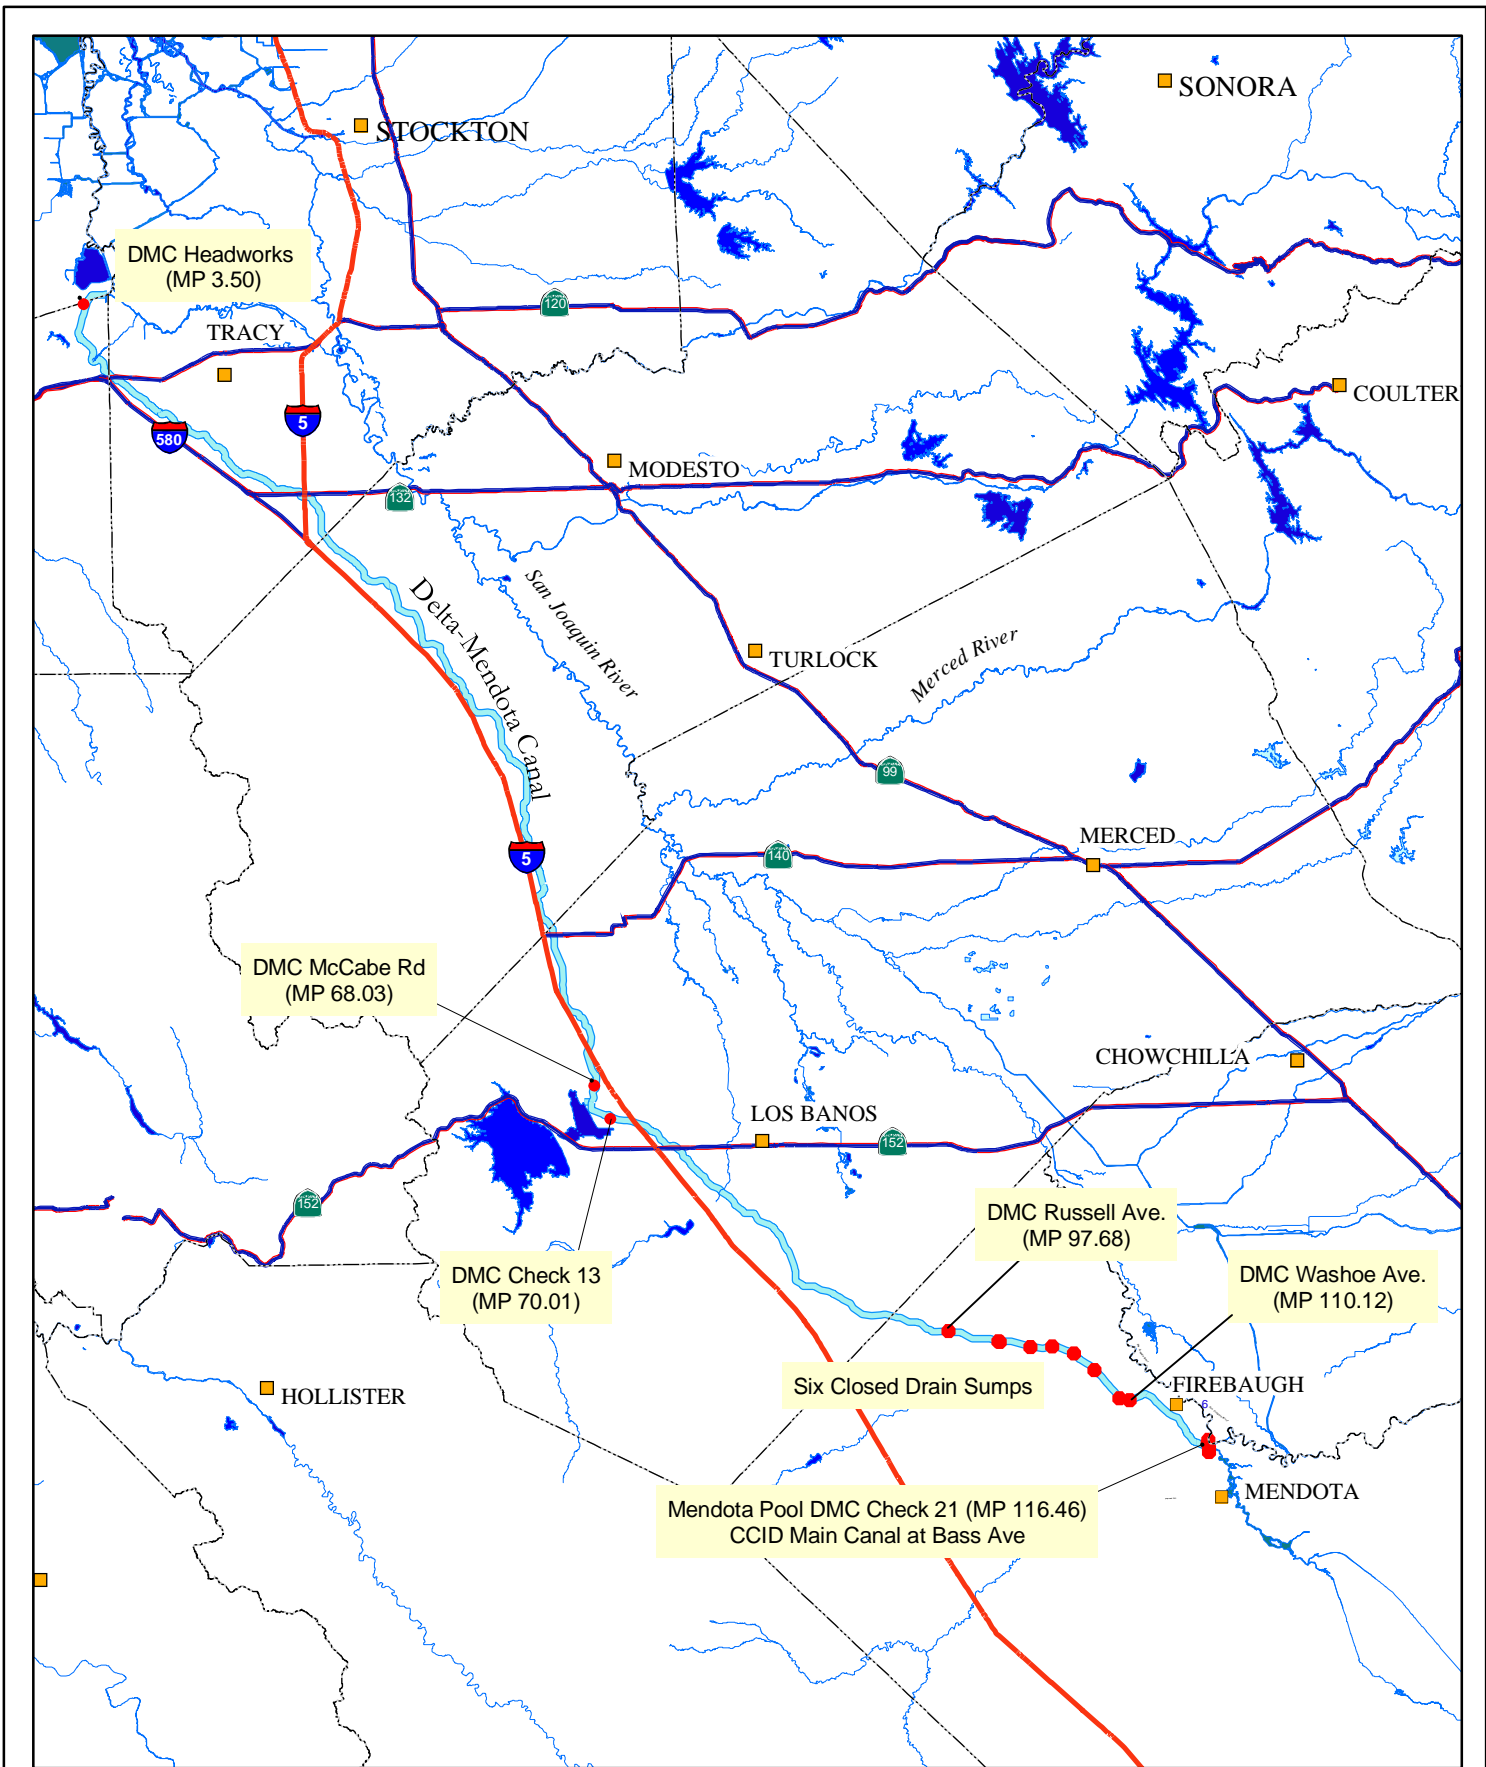 SONORA
STOCKTON
DMC Headworks
(MP 3.50)
120
TRACY
COULTER
5
580
MODESTO
132
Delta-Mendota Canal
San Joaquin River
Merced River
TURLOCK
99
MERCED
5
140
DMC McCabe Rd
(MP 68.03)
CHOWCHILLA
LOS BANOS
152
152
DMC Russell Ave.
(MP 97.68)
DMC Check 13
(MP 70.01)
DMC Washoe Ave.
(MP 110.12)
Six Closed Drain Sumps
FIREBAUGH
HOLLISTER
6
MENDOTA
Mendota Pool DMC Check 21 (MP 116.46)
CCID Main Canal at Bass Ave